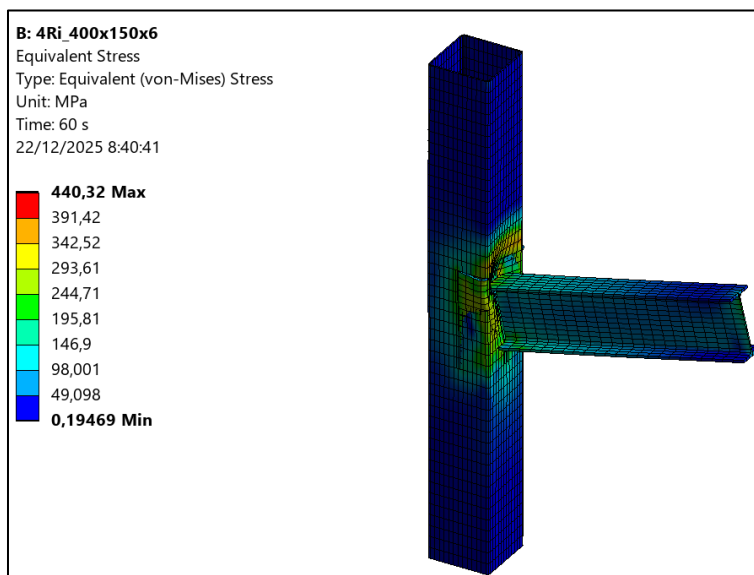 B: 4Ri_400x150x6
Equivalent Stress
Type: Equivalent (von-Mises) Stress
Unit: MPa
Time: 60 s
22/12/2025 8:40:41
440,32 Max
391,42
342,52
293,61
244,71
195,81
146,9
98,001
49,098
0,19469 Min